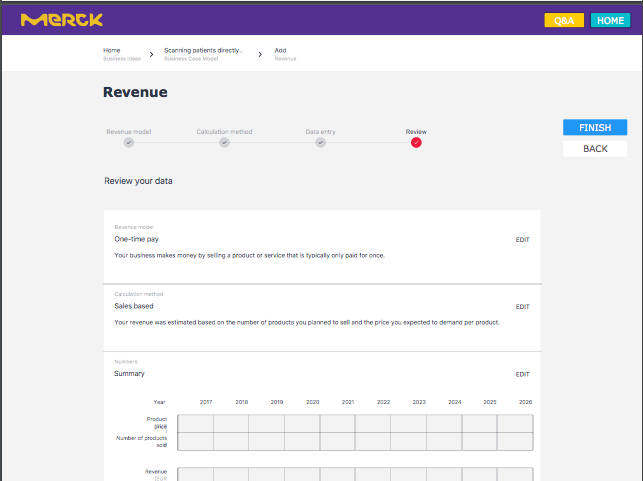 MERCK
Q&A
HOME
Home
Business Ideas
Scanning patients directly...
Business Case Model
Add
Revenue
Revenue
Revenue model
Calculation method
Data entry
Review
FINISH
BACK
Review your data
Revenue model
One-time pay
EDIT
Your business makes money by selling a product or service that is typically only paid for once.
Calculation method
Sales based
EDIT
Your revenue was estimated based on the number of products you planned to sell and the price you expected to demand per product.
Numbers
Summary
EDIT
Year 2017 2018 2019 2020 2021 2022 2023 2024 2025 2026
Product
price
Number of products
sold
Revenue
(EUR